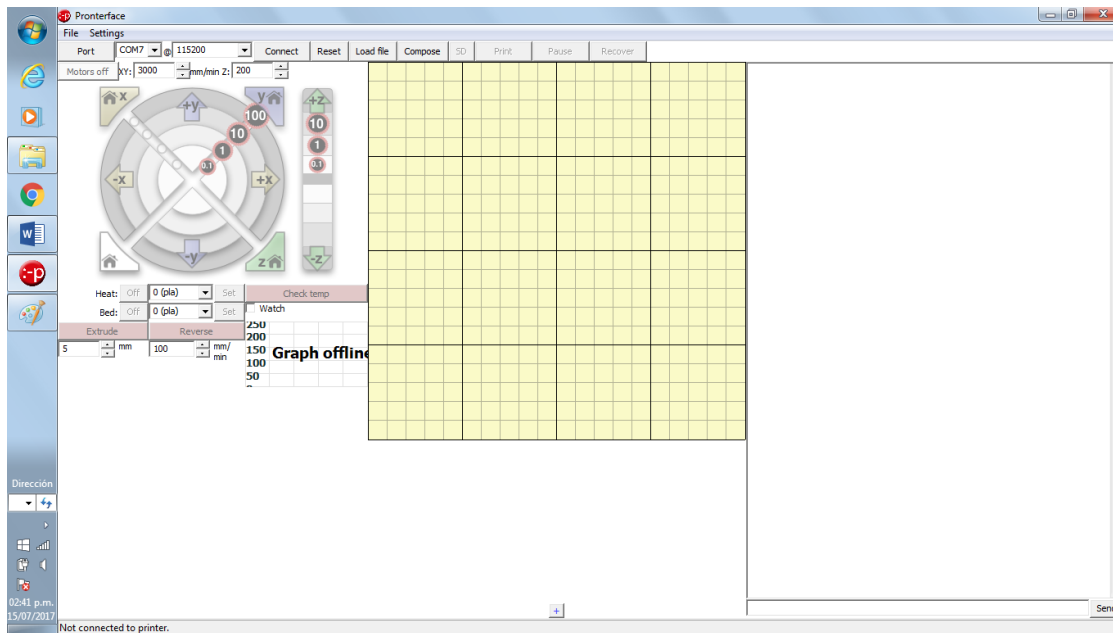 Pronterface
File Settings
Port COM7 @ 115200 Connect Reset Load file Compose SD Print Pause Recover
Motors off XY: 3000 mm/min Z: 200
x +y y +z
100 10
10 1
1 0.1
0.1
-x +x
-y z -z
Heat: Off 0 (pla) Set Check temp
Bed: Off 0 (pla) Set Watch
Extrude Reverse
5 mm 100 mm/
min
250
200
150 Graph offline
100
50
Dirección
02:41 p.m.
15/07/2017
+
Send
Not connected to printer.